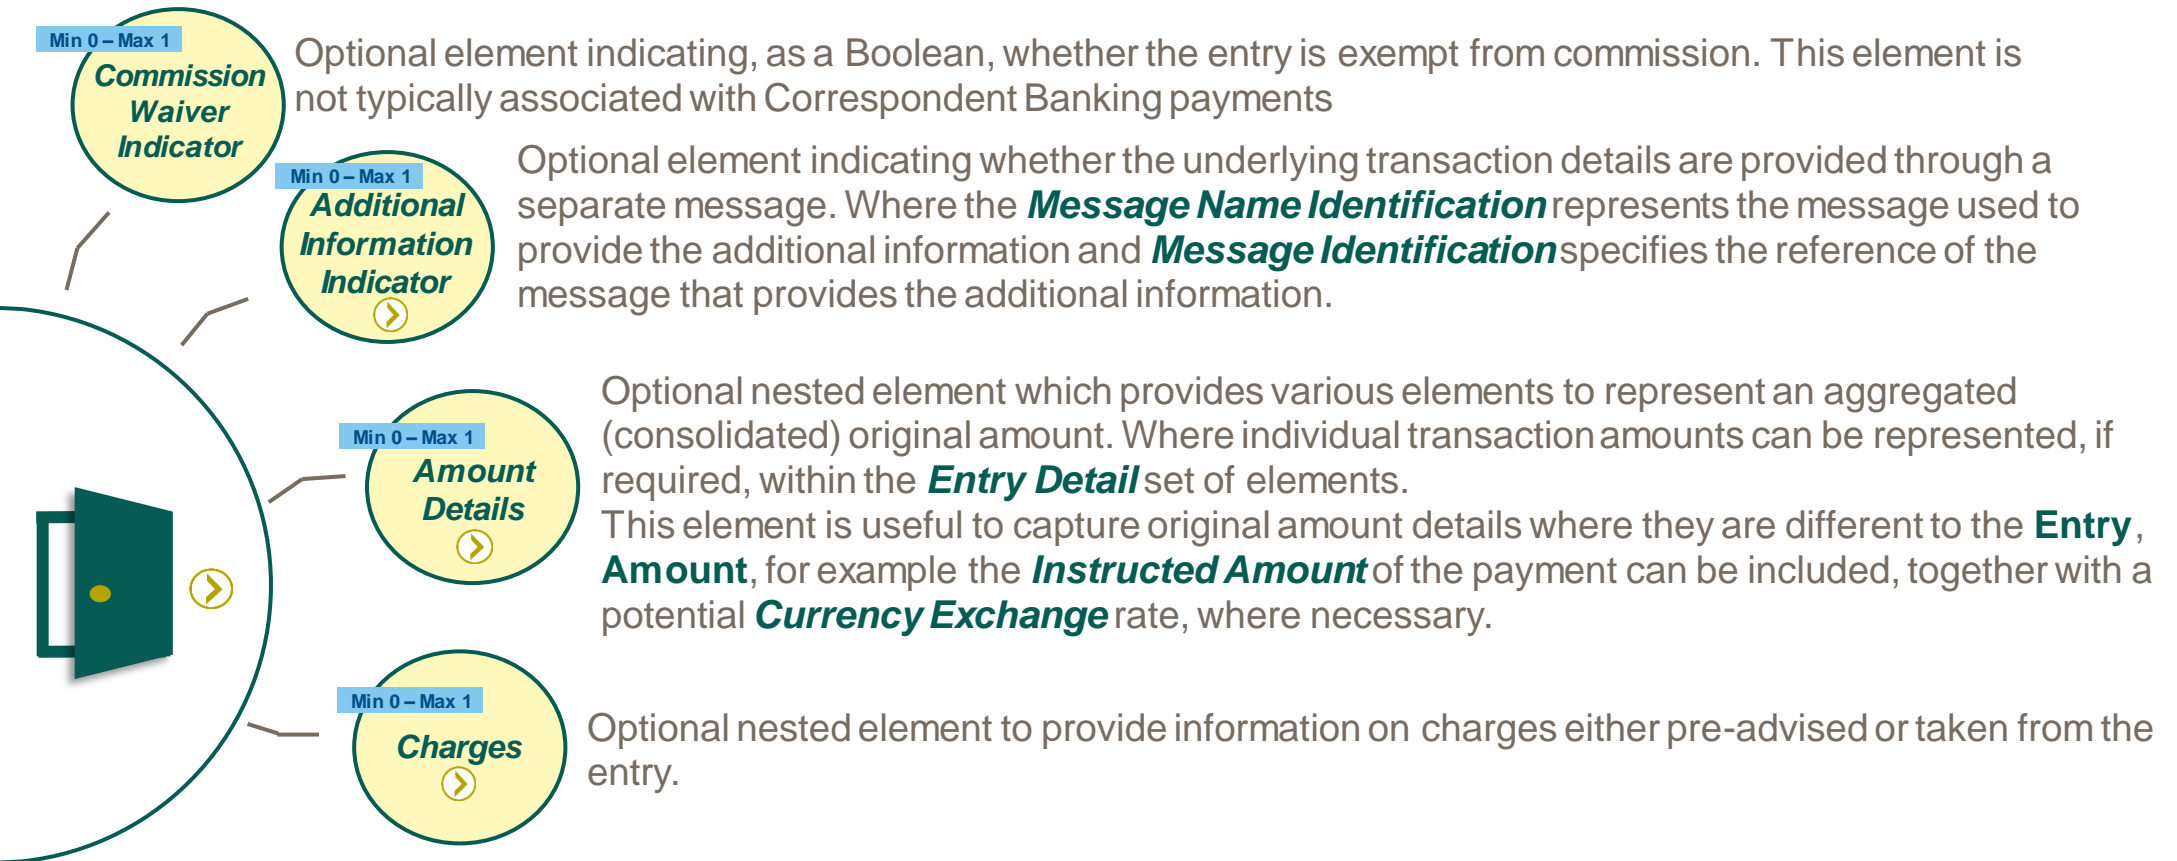 Min 0 – Max 1
Commission
Waiver
Indicator
Optional element indicating, as a Boolean, whether the entry is exempt from commission. This element is
not typically associated with Correspondent Banking payments
Min 0 – Max 1
Additional
Information
Indicator
Optional element indicating whether the underlying transaction details are provided through a
separate message. Where the Message Name Identification represents the message used to
provide the additional information and Message Identification specifies the reference of the
message that provides the additional information.
Min 0 – Max 1
Amount
Details
Optional nested element which provides various elements to represent an aggregated
(consolidated) original amount. Where individual transaction amounts can be represented, if
required, within the Entry Detail set of elements.
This element is useful to capture original amount details where they are different to the Entry,
Amount, for example the Instructed Amount of the payment can be included, together with a
potential Currency Exchange rate, where necessary.
Min 0 – Max 1
Charges
Optional nested element to provide information on charges either pre-advised or taken from the
entry.